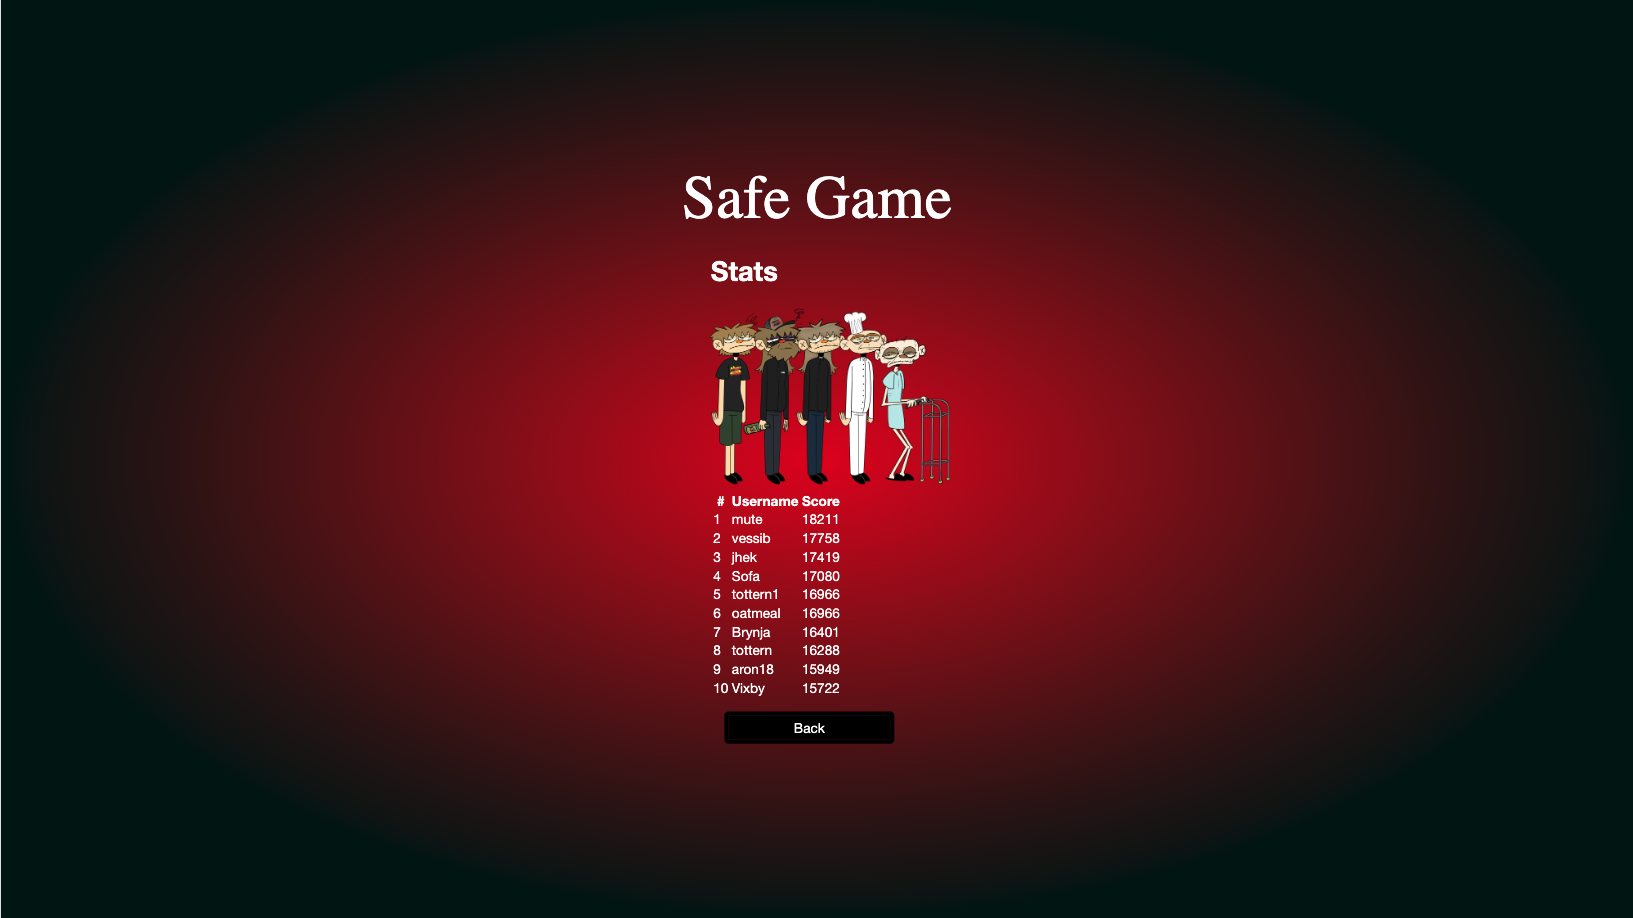 Safe Game
Stats
# Username Score
1 mute 18211
2 vessib 17758
3 jhek 17419
4 Sofa 17080
5 tottern1 16966
6 oatmeal 16966
7 Brynja 16401
8 tottern 16288
9 aron18 15949
10 Vixby 15722
Back